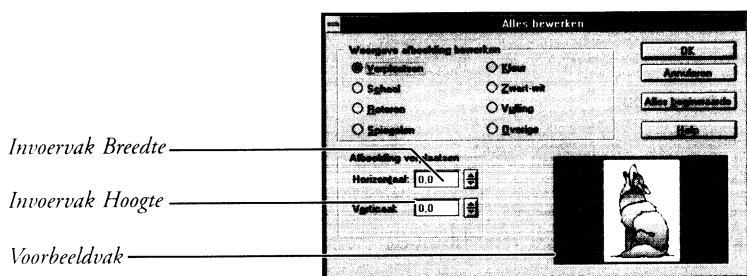 Alles bewerken
Weergave afbeelding bewerken
Verplaatsen
Kleur
Schaal
Zwart-wit
Roteren
Vulling
Spiegelen
Overige
OK
Annuleren
Alles beginwaarde
Help
Afbeelding verplaatsen
Horizontaal: 0,0
Verticaal: 0,0
Invoervak Breedte
Invoervak Hoogte
Voorbeeldvak